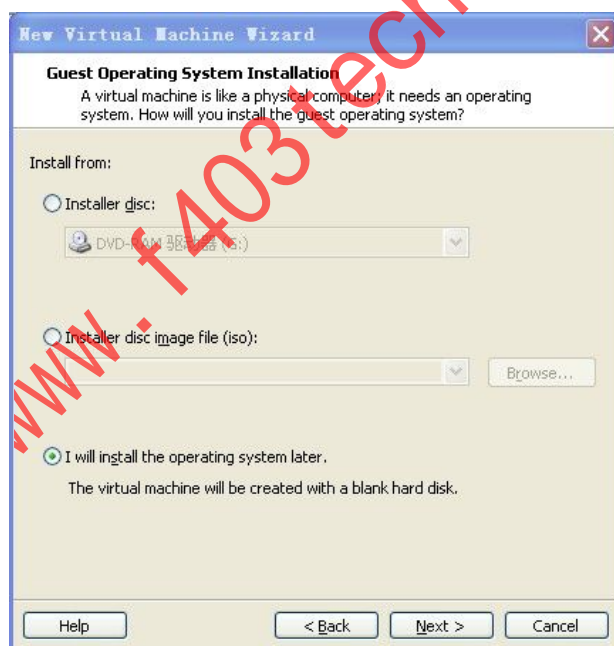 New Virtual Machine Wizard
Guest Operating System Installation
A virtual machine is like a physical computer; it needs an operating
system. How will you install the guest operating system?
Install from:
Installer disc:
DVD-RAM 驱动器 (G:)
Installer disc image file (iso):
Browse...
I will install the operating system later.
The virtual machine will be created with a blank hard disk.
Help
< Back
Next >
Cancel
www.f403tech